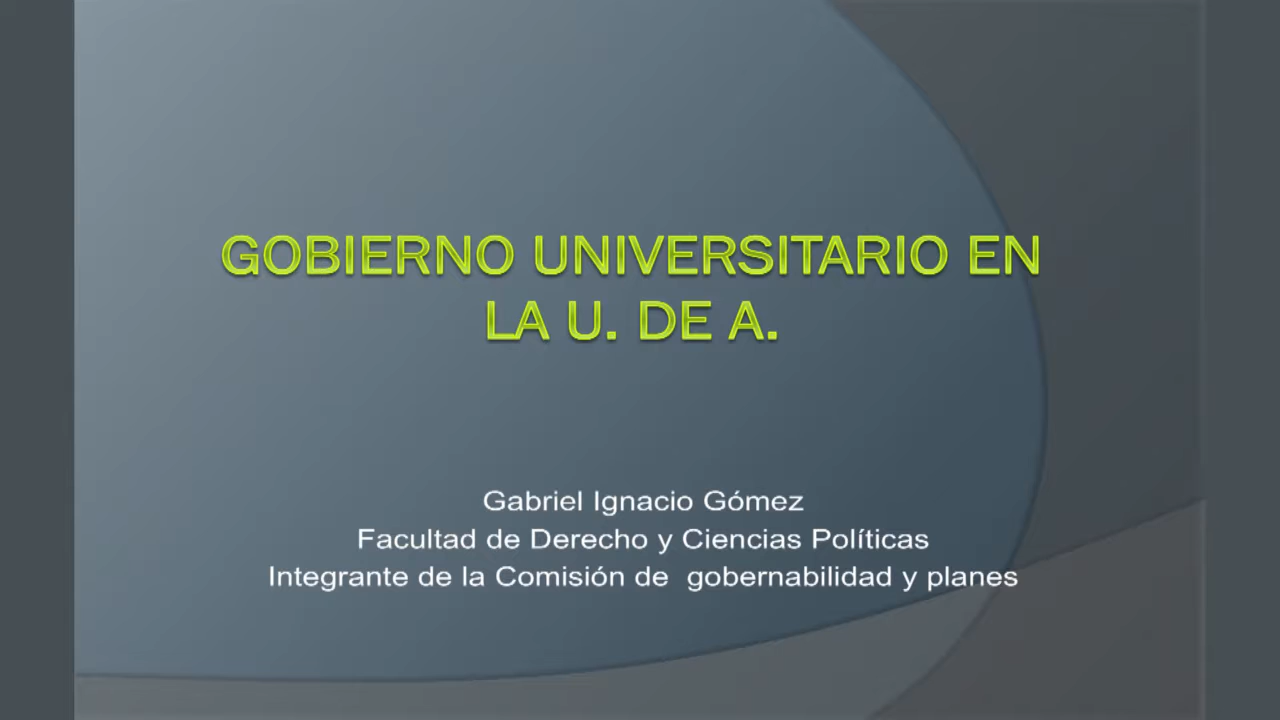 GOBIERNO UNIVERSITARIO EN
LA U. DE A.
Gabriel Ignacio Gómez
Facultad de Derecho y Ciencias Políticas
Integrante de la Comisión de gobernabilidad y planes